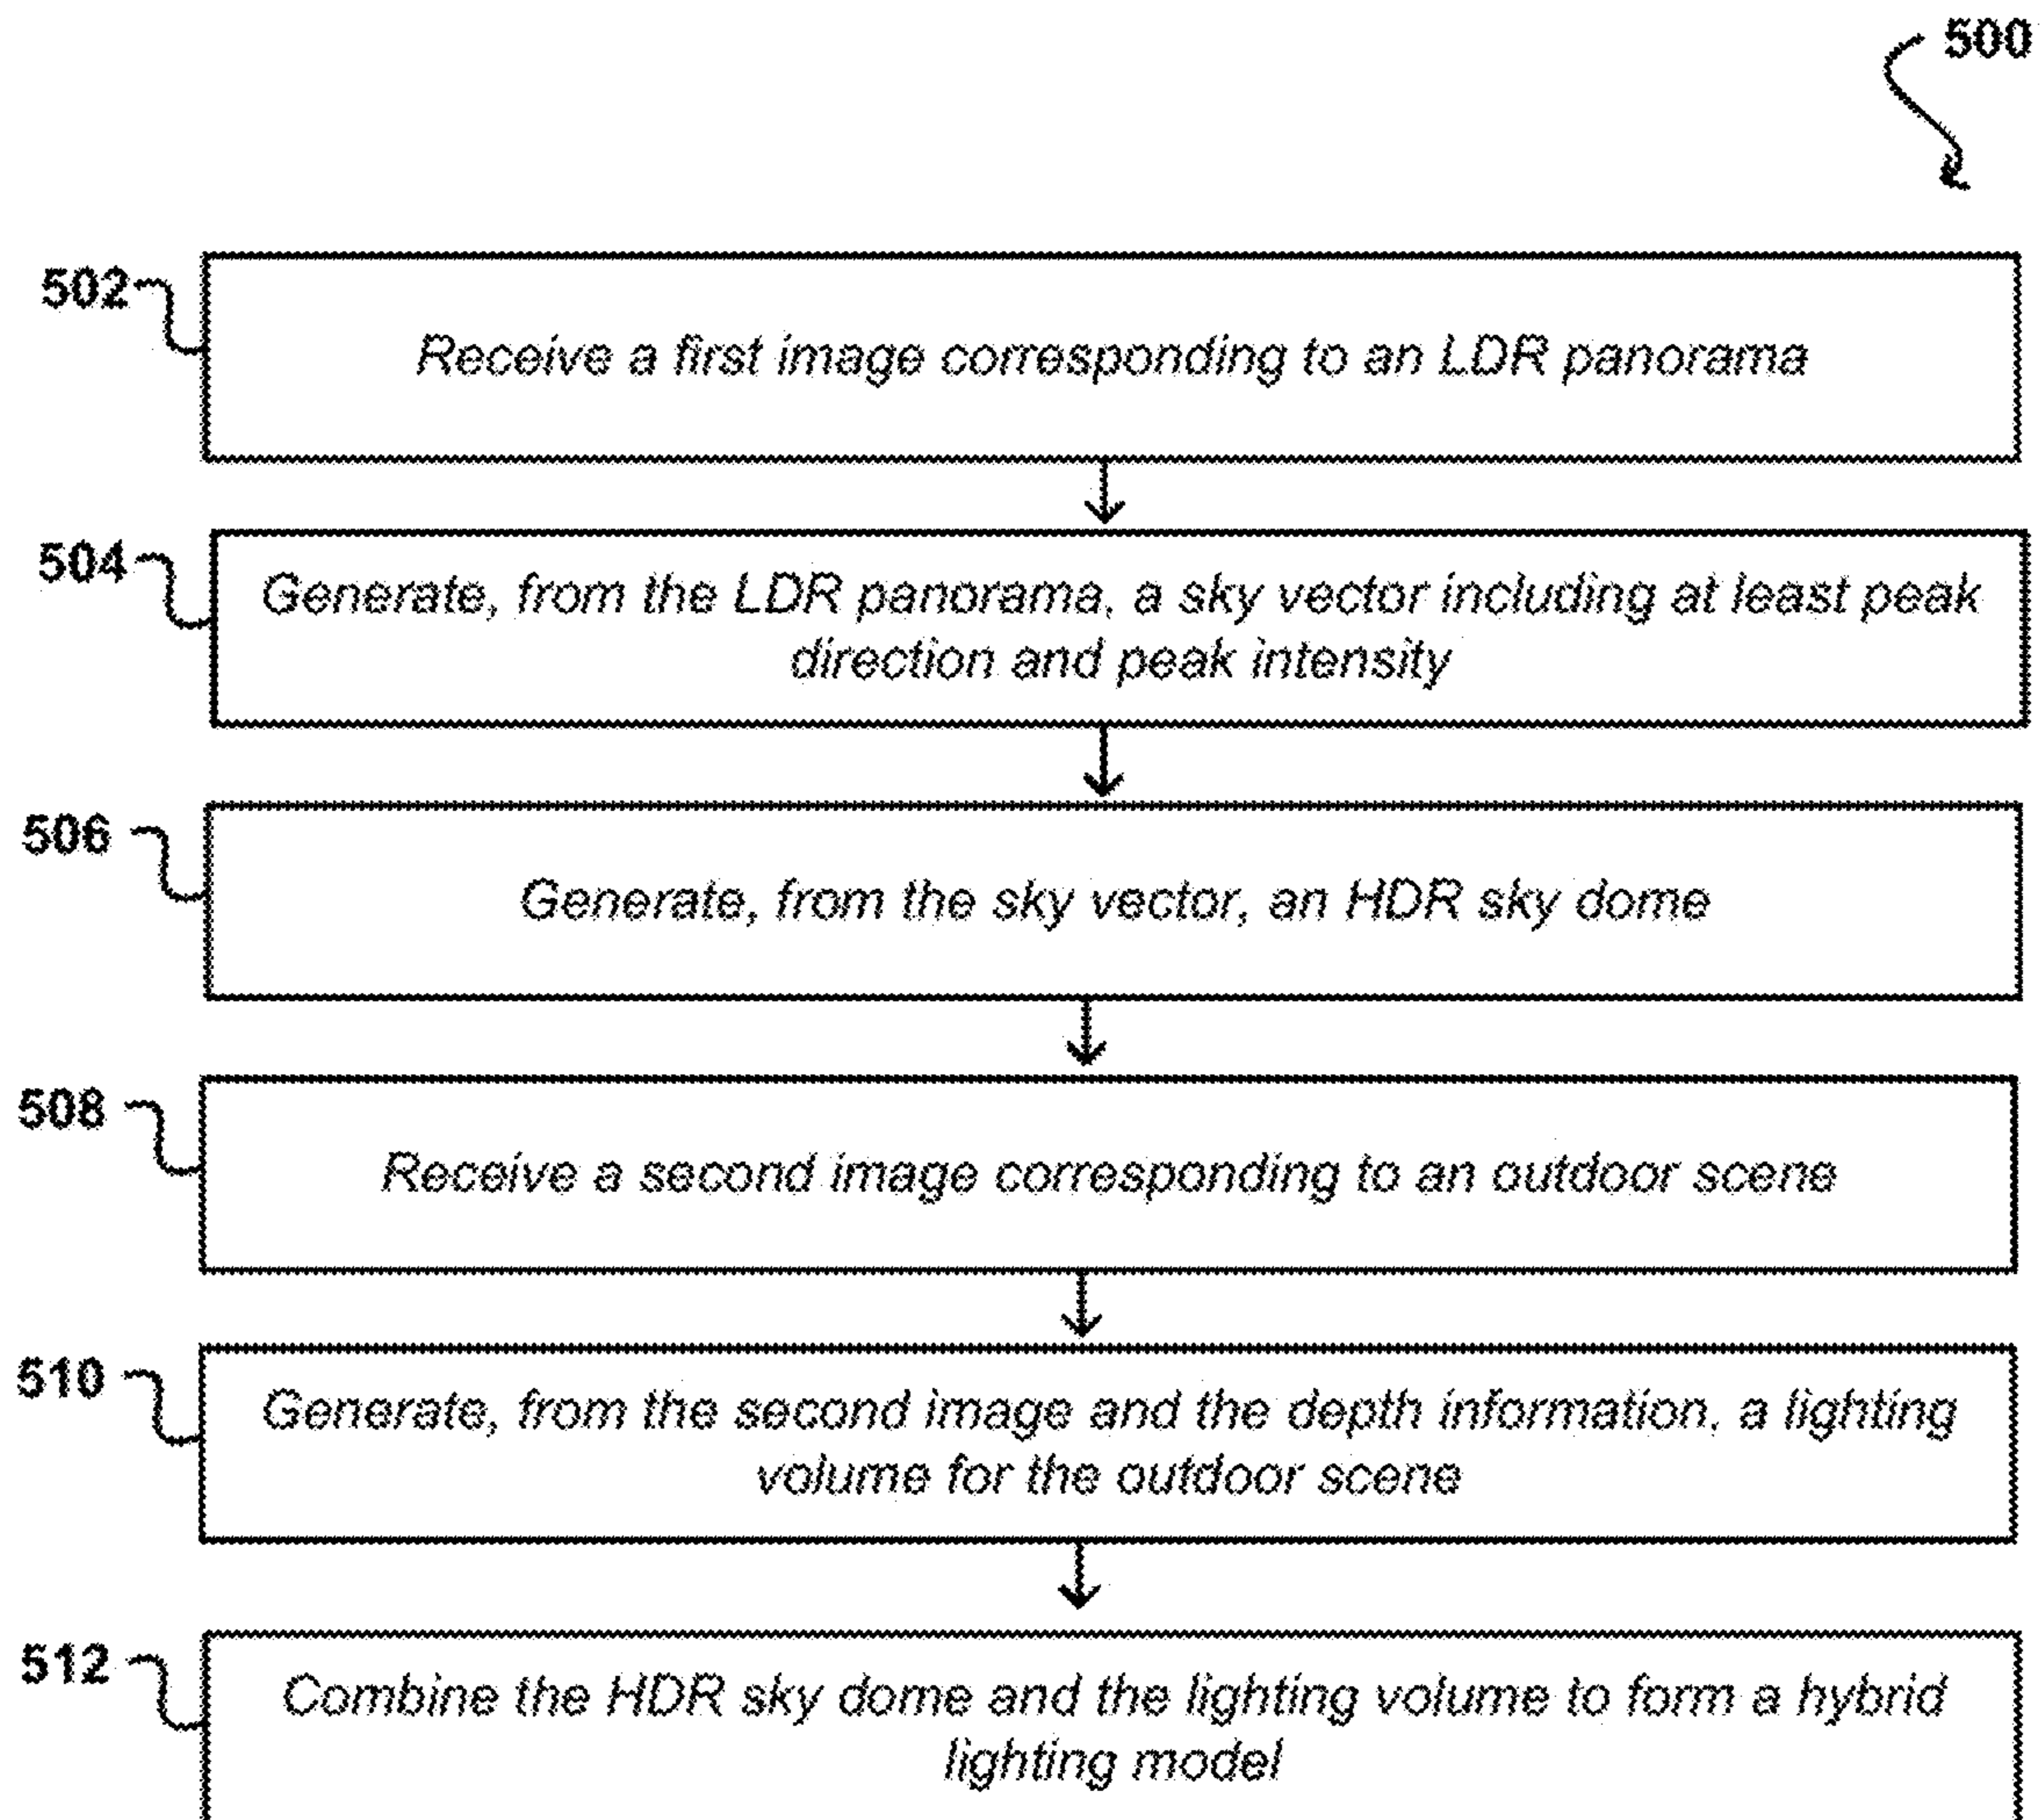 500
502
Receive a first image corresponding to an LDR panorama
504
Generate, from the LDR panorama, a sky vector including at least peak
direction and peak intensity
506
Generate, from the sky vector, an HDR sky dome
508
Receive a second image corresponding to an outdoor scene
510
Generate, from the second image and the depth information, a lighting
volume for the outdoor scene
512
Combine the HDR sky dome and the lighting volume to form a hybrid
lighting model